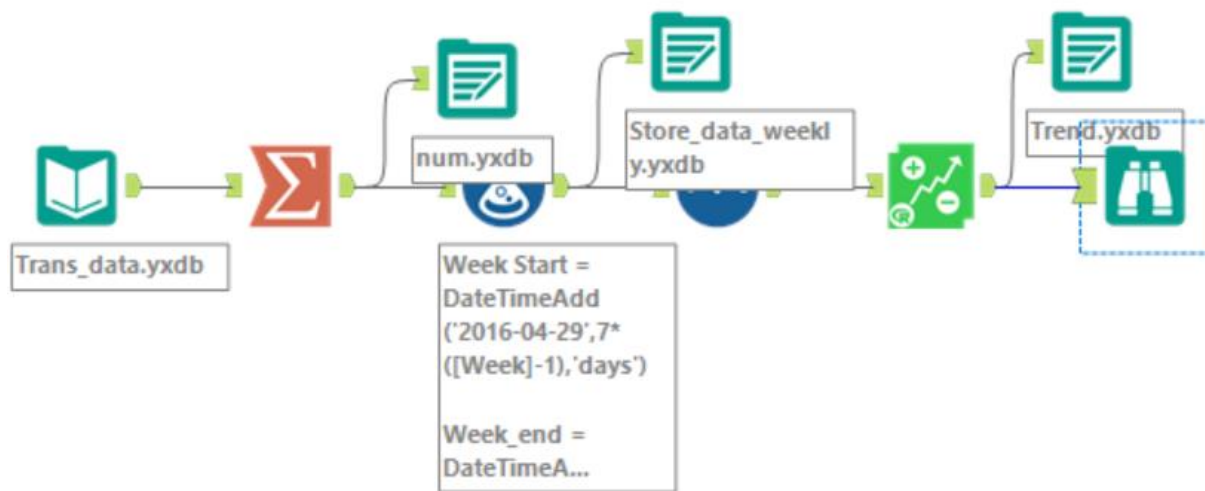 num.yxdb
Store_data_weekl
y.yxdb
Trend.yxdb
Trans_data.yxdb
Week Start =
DateTimeAdd
('2016-04-29',7*
([Week]-1),'days')
Week_end =
DateTimeA...